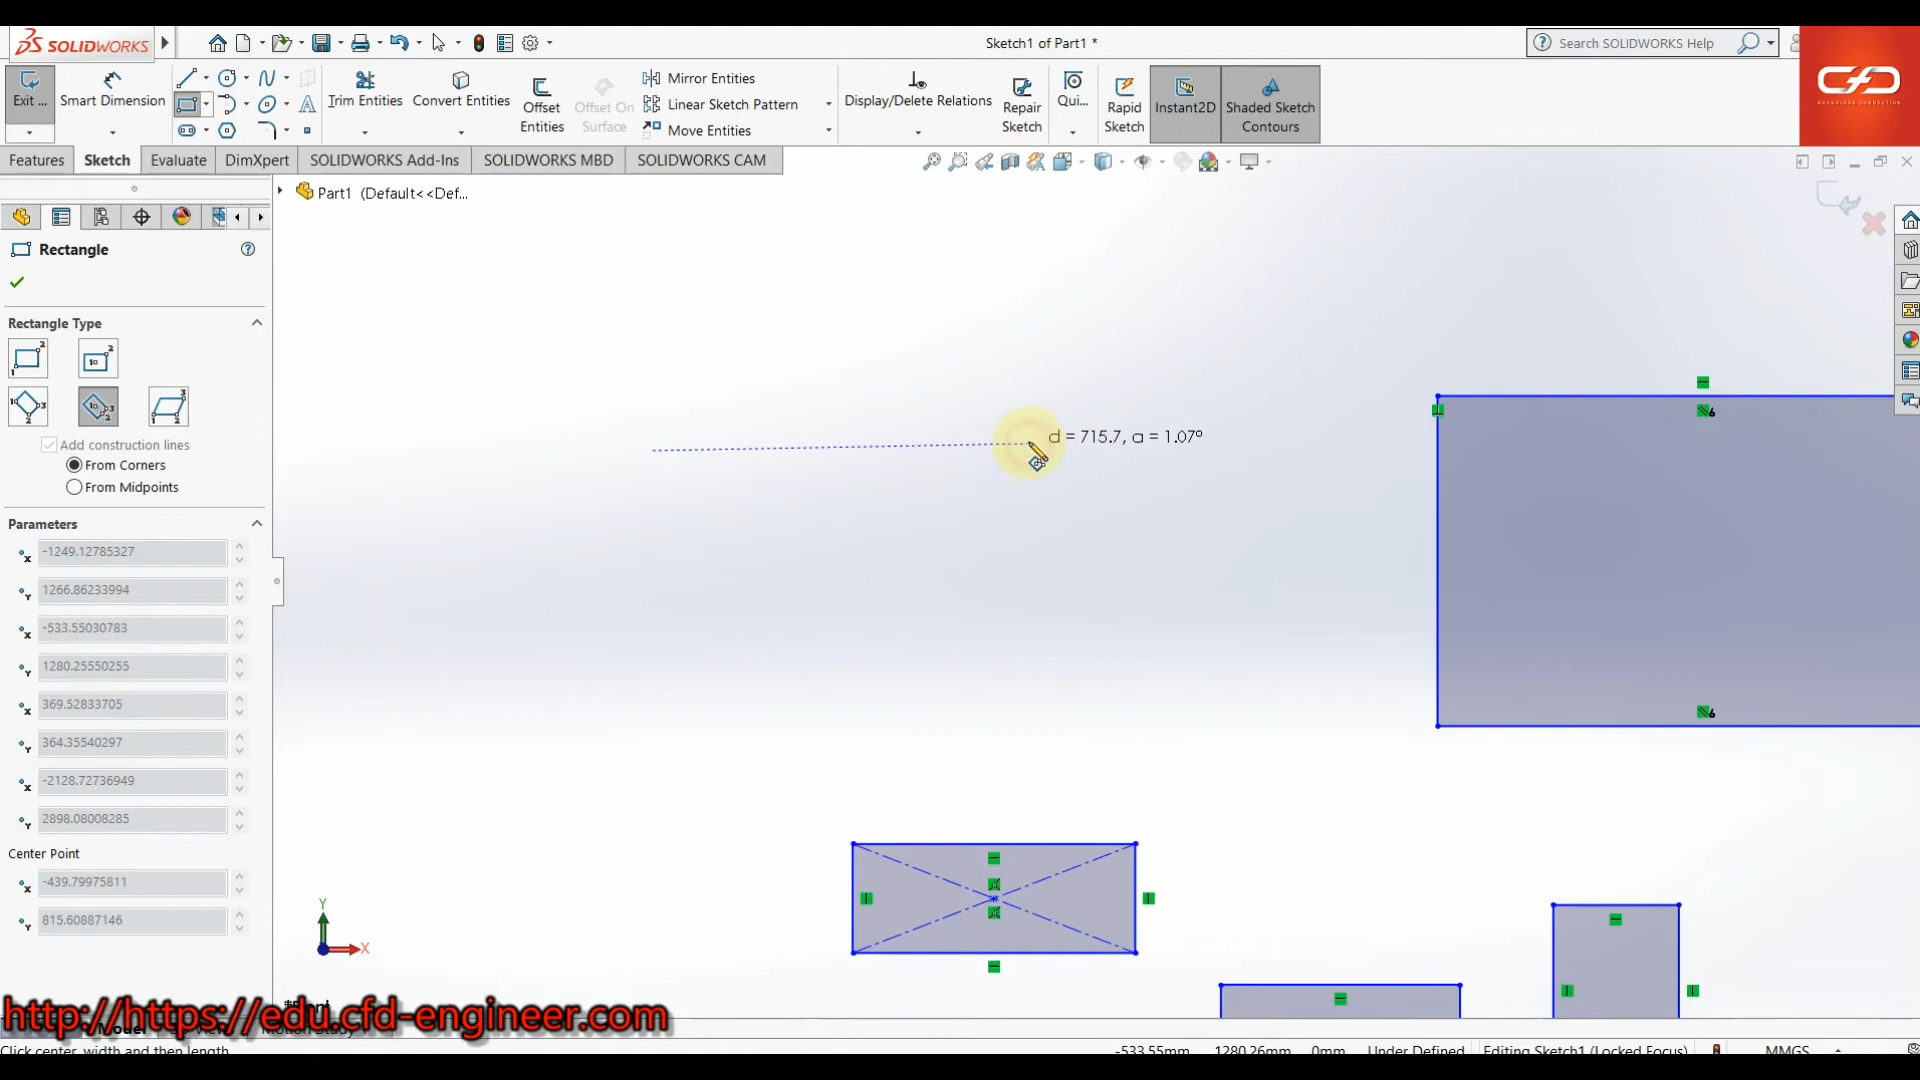 SOLIDWORKS
Sketch1 of Part1 *
Search SOLIDWORKS Help
Exit ...
Smart Dimension
Trim Entities
Convert Entities
Offset Entities
Offset On Surface
Mirror Entities
Linear Sketch Pattern
Move Entities
Display/Delete Relations
Repair Sketch
Qui...
Rapid Sketch
Instant2D
Shaded Sketch Contours
CFD
Features
Sketch
Evaluate
DimXpert
SOLIDWORKS Add-Ins
SOLIDWORKS MBD
SOLIDWORKS CAM
Part1 (Default<<Def...
Rectangle
Rectangle Type
Add construction lines
From Corners
From Midpoints
Parameters
-1249.12785327
1266.86233994
-533.55030783
1280.25550255
369.52833705
364.35540297
-2128.72736949
2898.08008285
Center Point
-439.79975811
815.60887146
d = 715.7, a = 1.07º
6
6
Y
X
http://https://edu.cfd-engineer.com
Click center, width and then length
-533.55mm
1280.26mm
0mm
Under Defined
Editing Sketch1 (Locked Focus)
MMGS